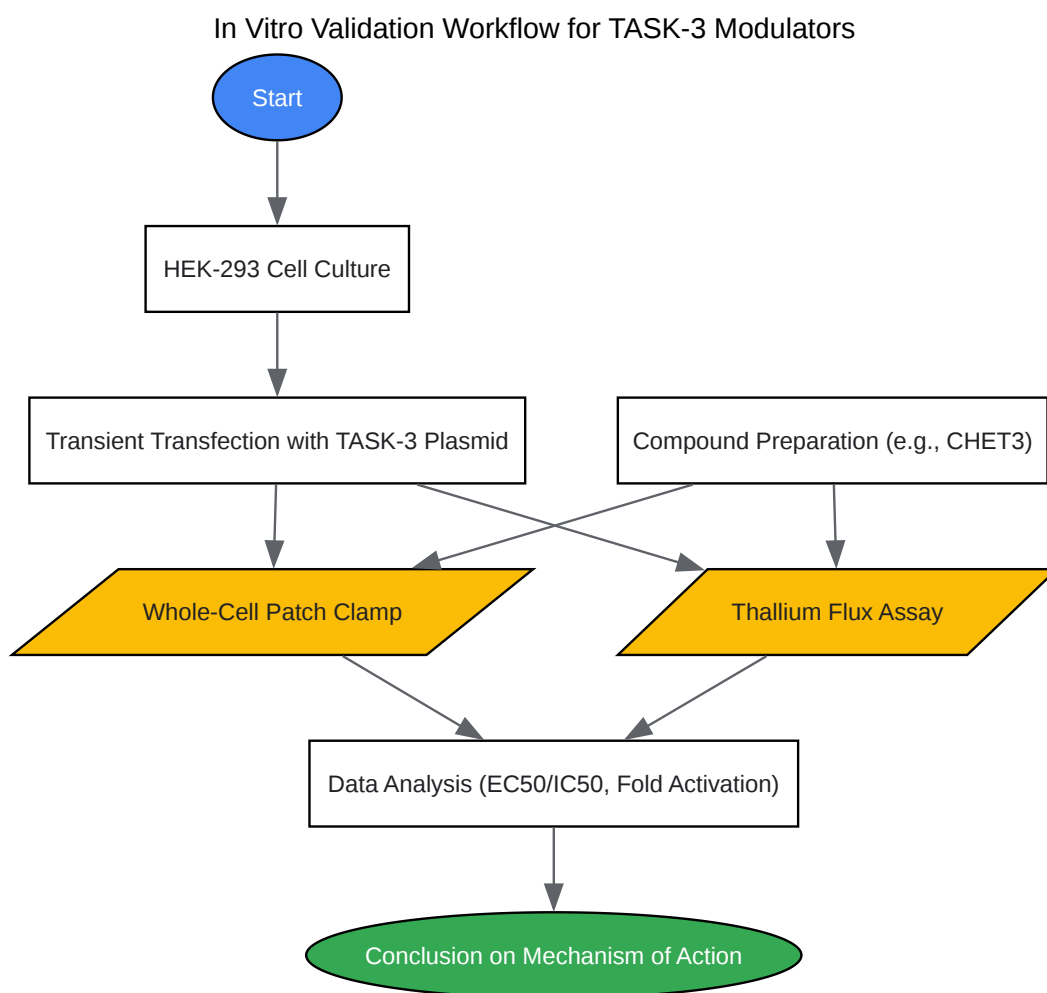 In Vitro Validation Workflow for TASK-3 Modulators
Start
HEK-293 Cell Culture
Transient Transfection with TASK-3 Plasmid
Compound Preparation (e.g., CHET3)
Whole-Cell Patch Clamp
Thallium Flux Assay
Data Analysis (EC50/IC50, Fold Activation)
Conclusion on Mechanism of Action